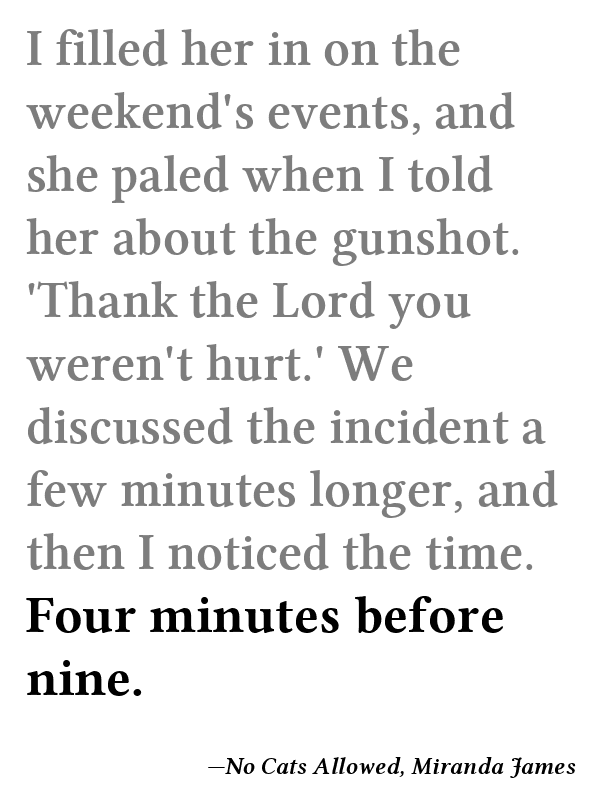 I filled her in on the
weekend's events, and
she paled when I told
her about the gunshot.
'Thank the Lord you
weren't hurt.' We
discussed the incident a
few minutes longer, and
then I noticed the time.
Four minutes before
nine.
—No Cats Allowed, Miranda James